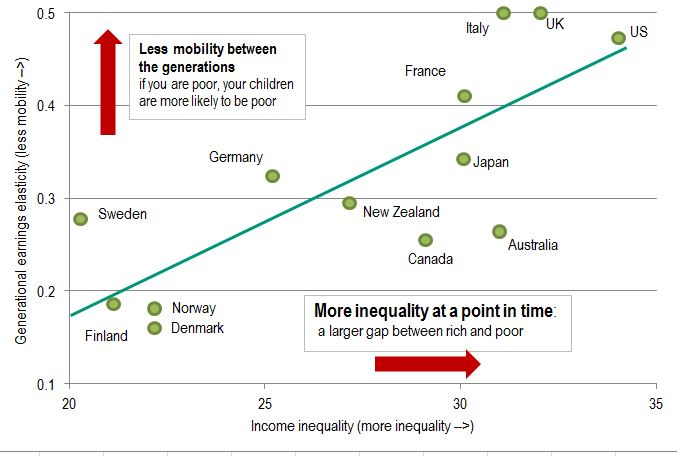 0.5
0.4
0.3
0.2
0.1
Generational earnings elasticity (less mobility -->)
Less mobility between
the generations
if you are poor, your children
are more likely to be poor
Italy
UK
US
France
Germany
Japan
Sweden
New Zealand
Canada
Australia
Norway
Denmark
Finland
More inequality at a point in time:
a larger gap between rich and poor
20
25
30
35
Income inequality (more inequality -->)